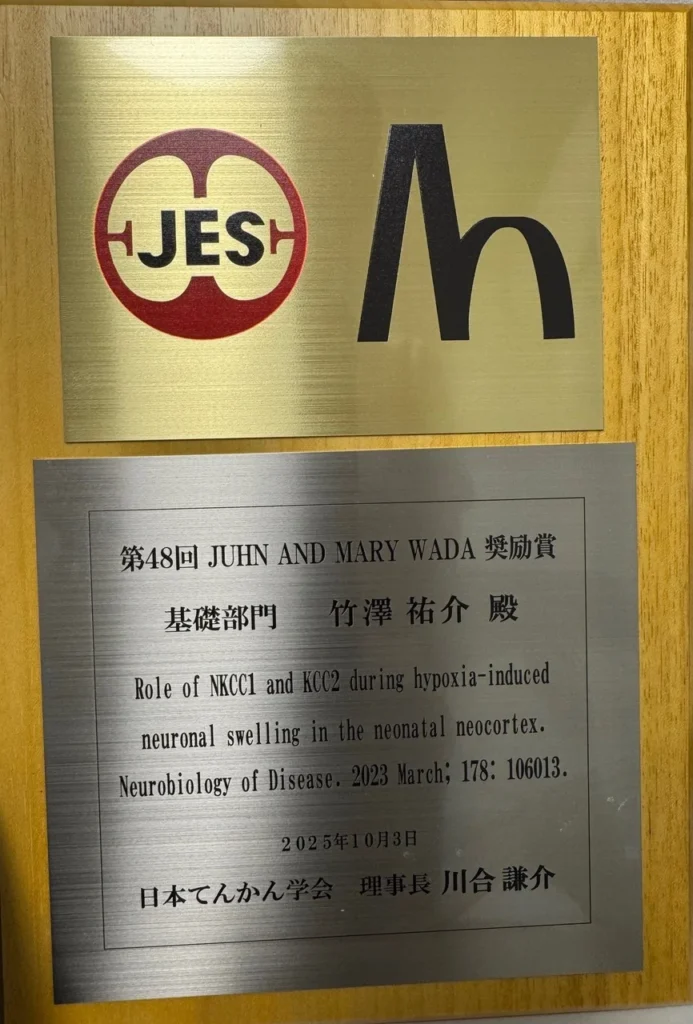 JES
第48回 JUHN AND MARY WADA 奨励賞
基礎部門 竹澤 祐介 殿
Role of NKCC1 and KCC2 during hypoxia-induced
neuronal swelling in the neonatal neocortex.
Neurobiology of Disease. 2023 March; 178: 106013.
2025年10月3日
日本てんかん学会 理事長 川合 謙介